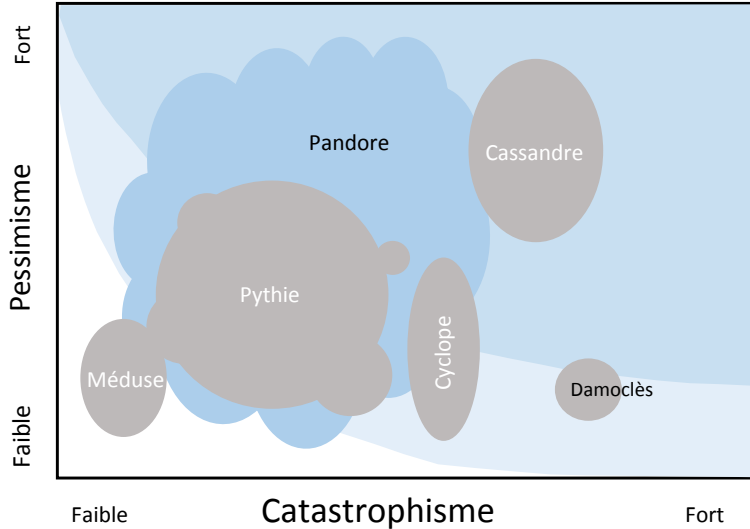 Fort
Pandore
Cassandre
Pessimisme
Pythie
Cyclope
Méduse
Damoclès
Faible
Faible
Catastrophisme
Fort